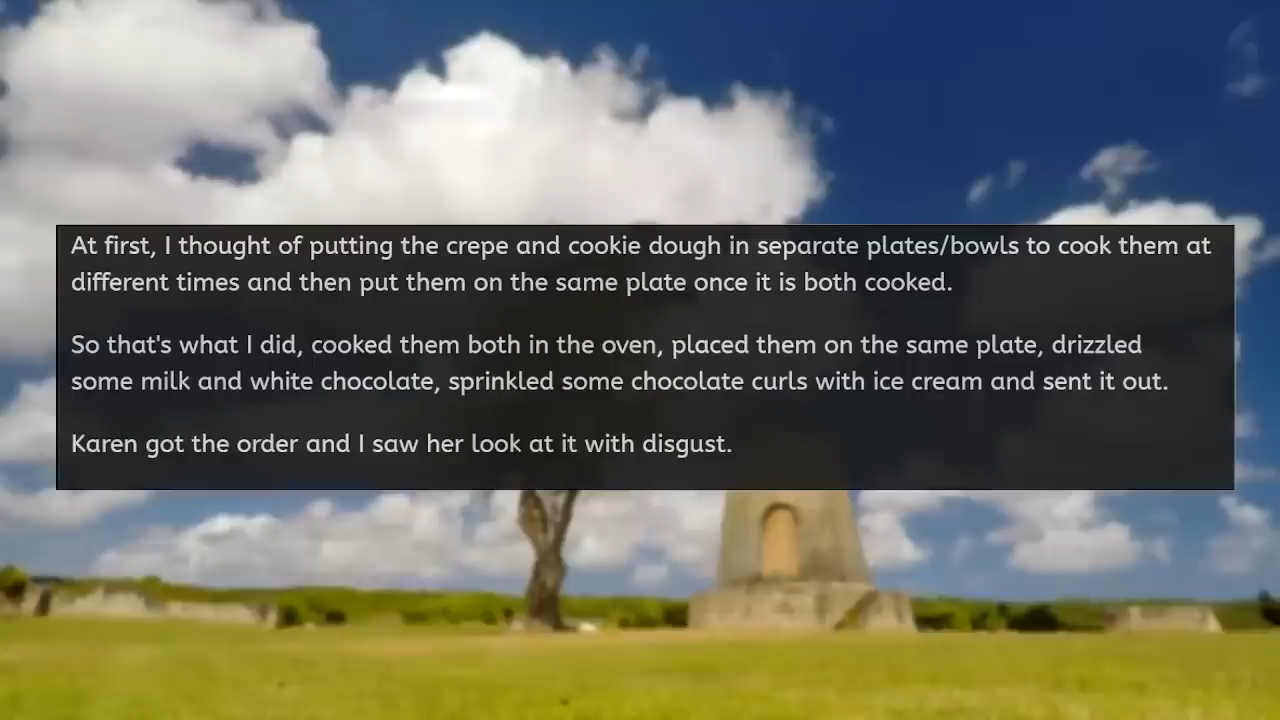 At first, I thought of putting the crepe and cookie dough in separate plates/bowls to cook them at
different times and then put them on the same plate once it is both cooked.
So that's what I did, cooked them both in the oven, placed them on the same plate, drizzled
some milk and white chocolate, sprinkled some chocolate curls with ice cream and sent it out.
Karen got the order and I saw her look at it with disgust.